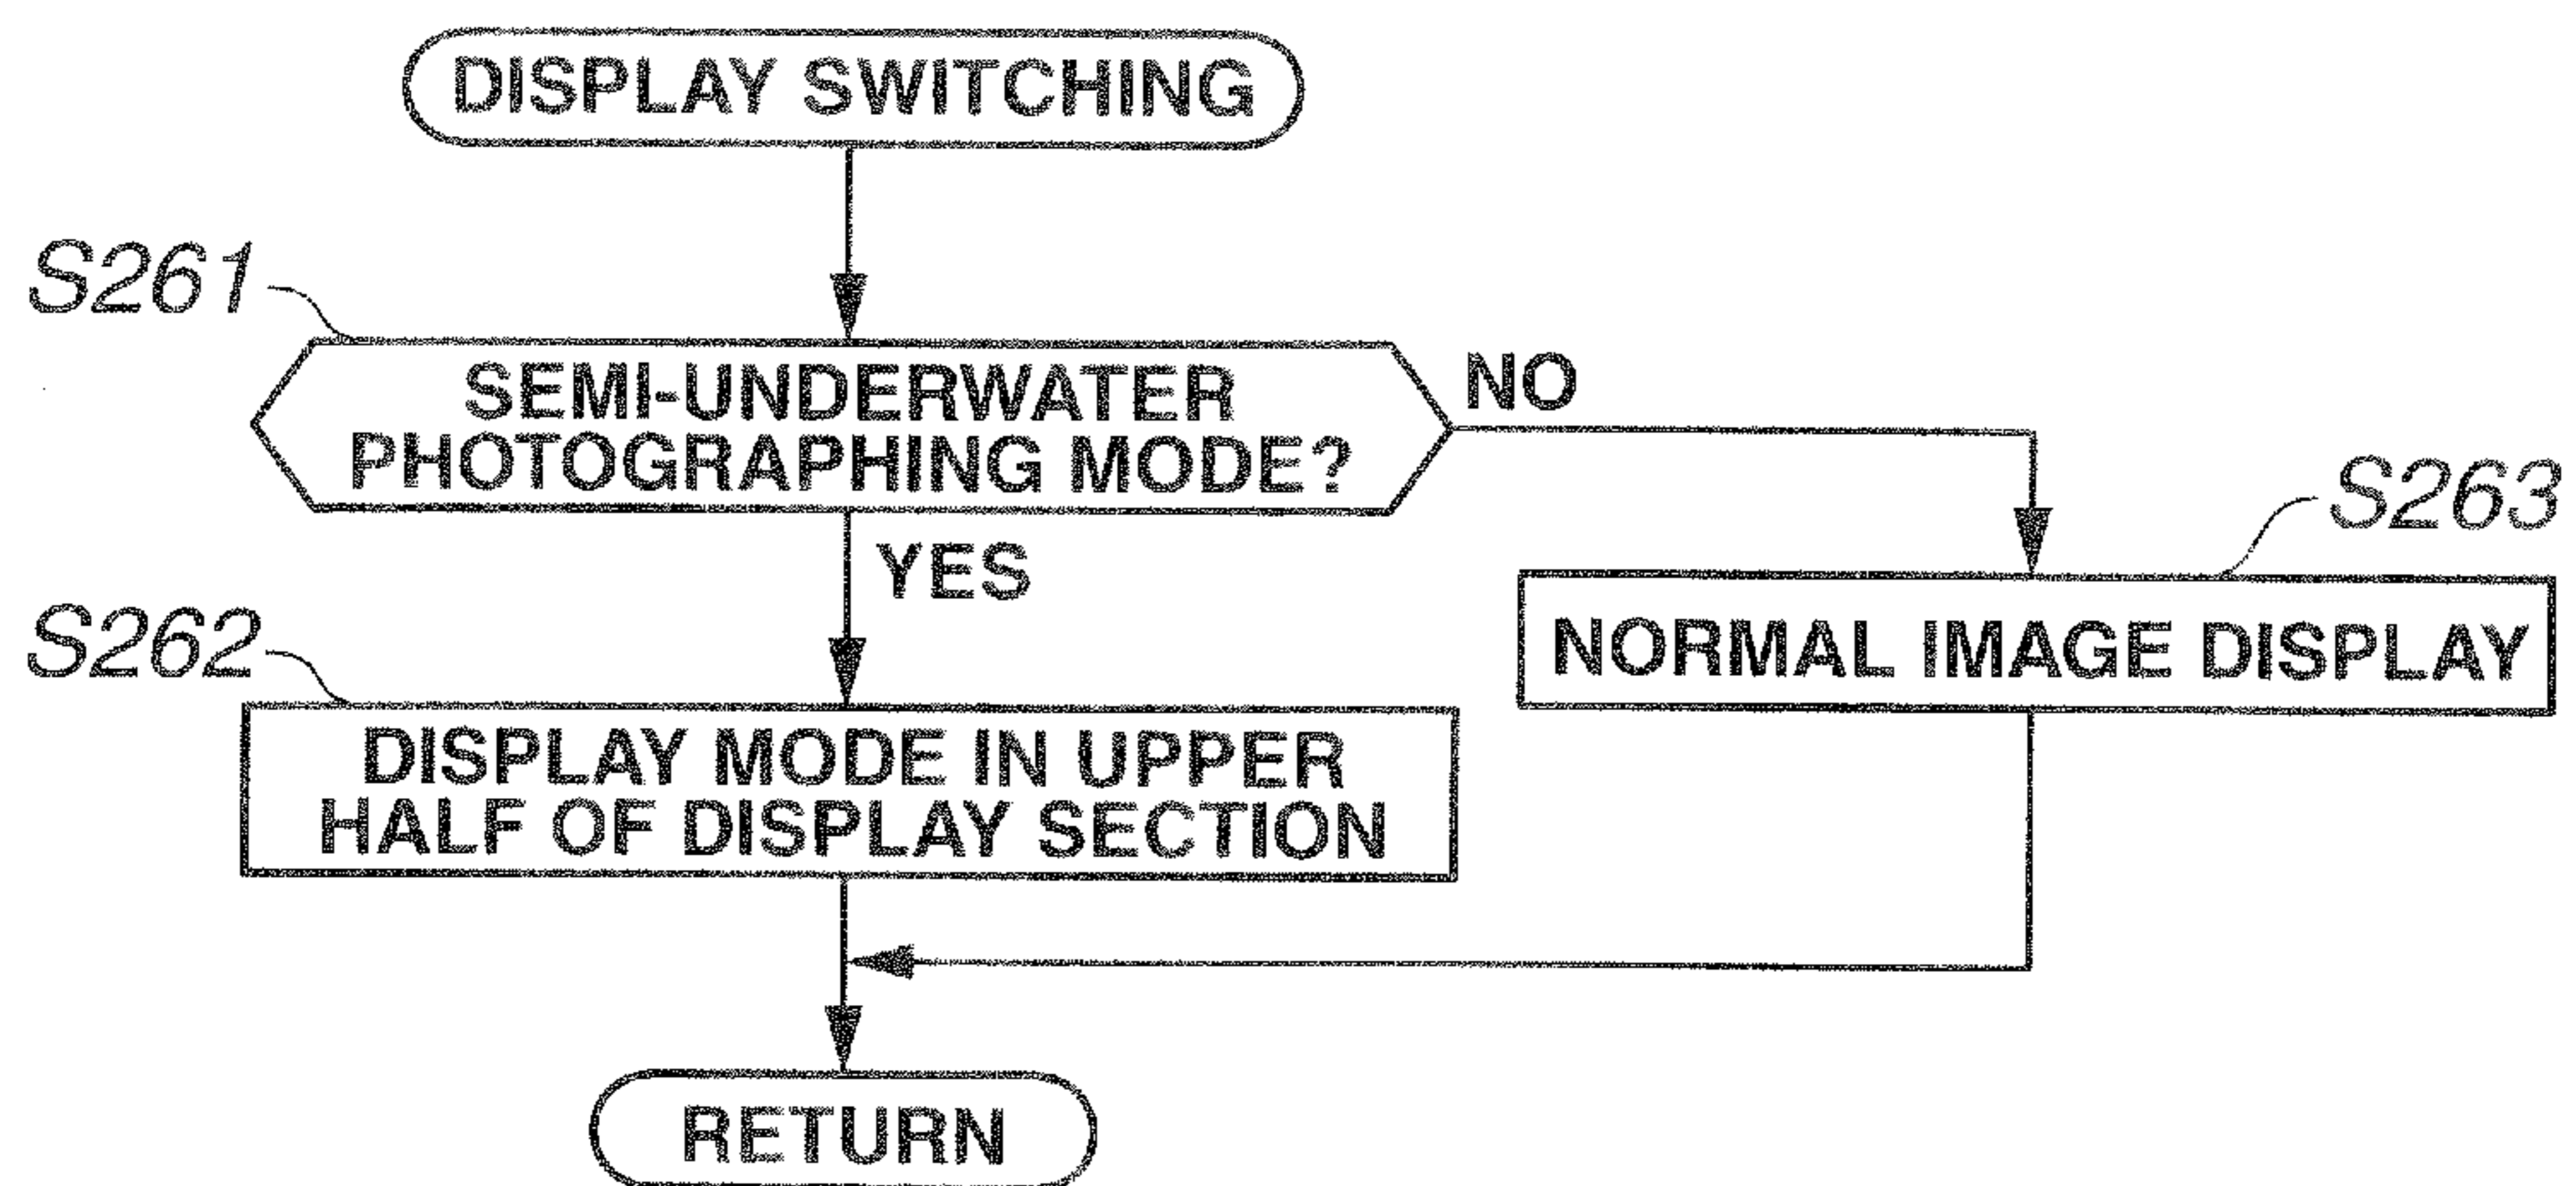 DISPLAY SWITCHING
S261
SEMI-UNDERWATER
PHOTOGRAPHING MODE?
NO
YES
S263
NORMAL IMAGE DISPLAY
S262
DISPLAY MODE IN UPPER
HALF OF DISPLAY SECTION
RETURN